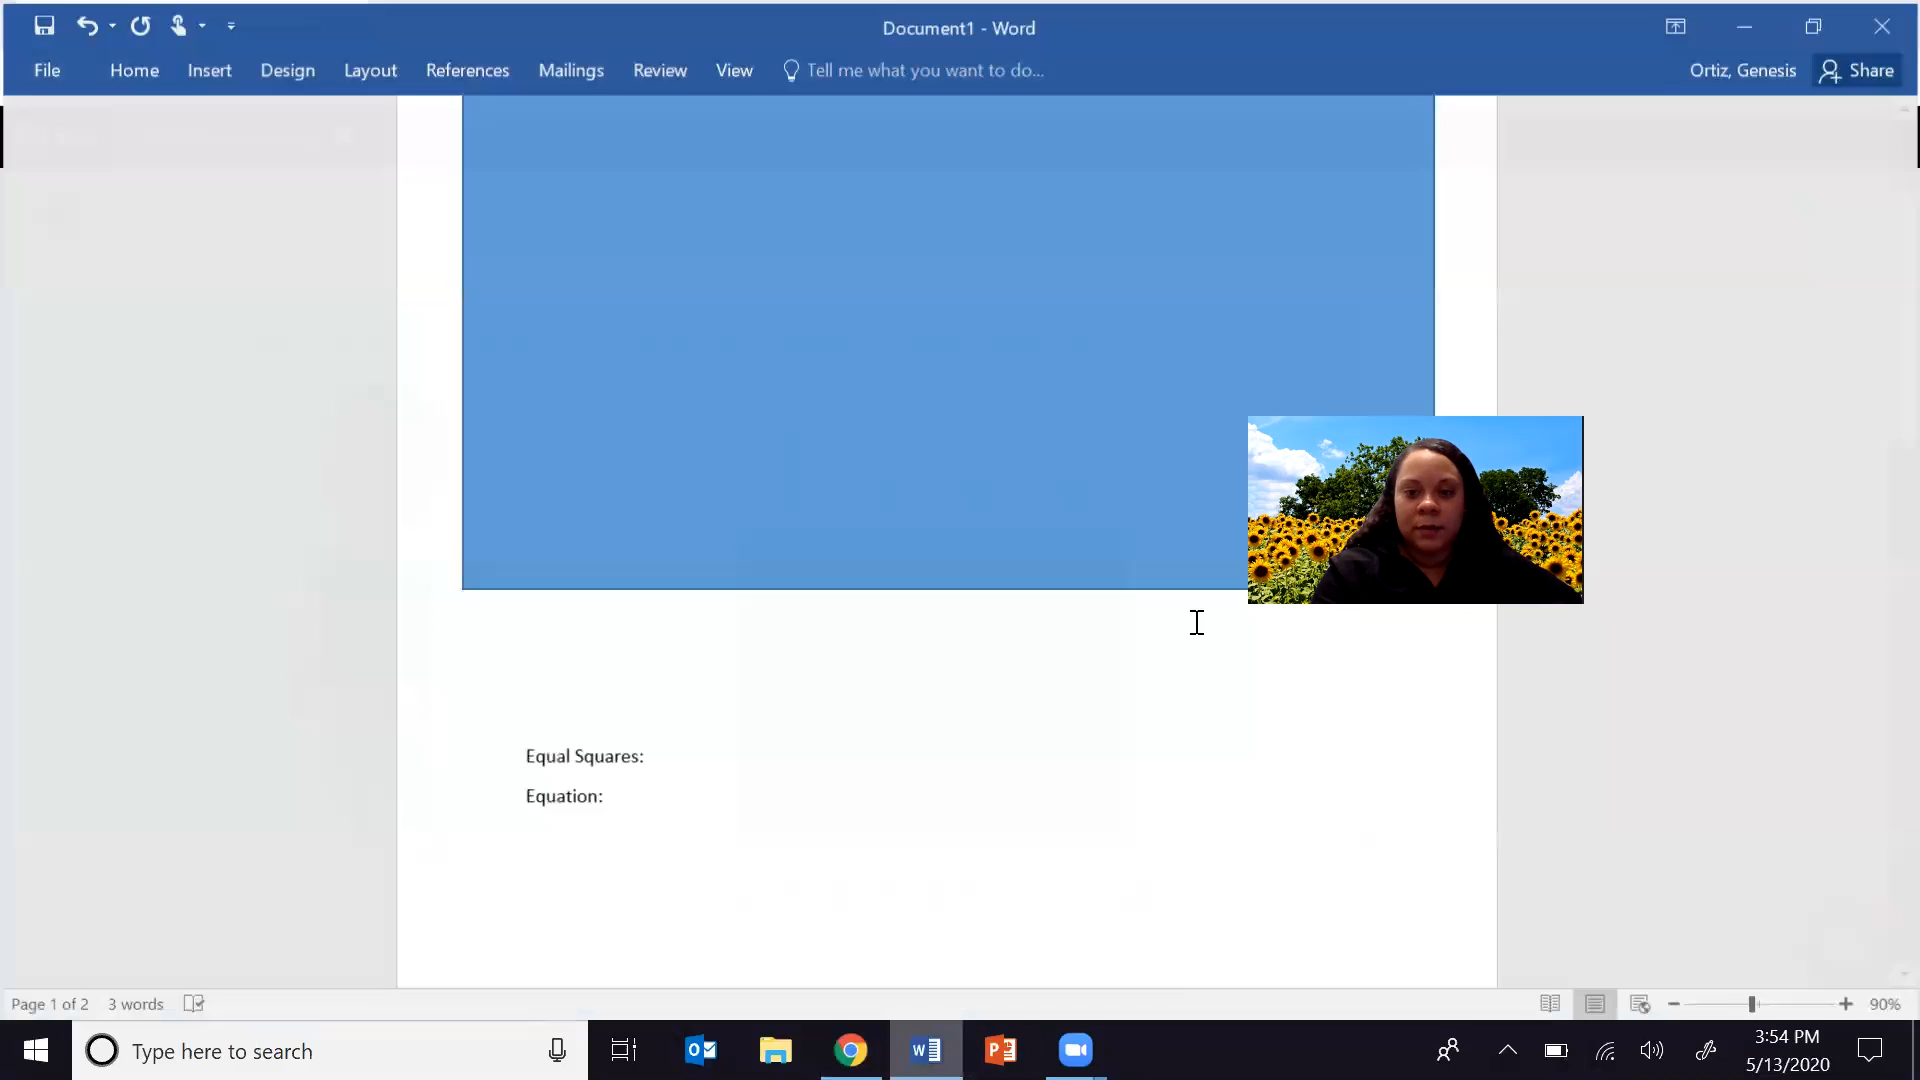 Document1 - Word
File Home Insert Design Layout References Mailings Review View Tell me what you want to do... Ortiz, Genesis Share
Equal Squares:
Equation:
Page 1 of 2 3 words 90%
Type here to search
3:54 PM
5/13/2020